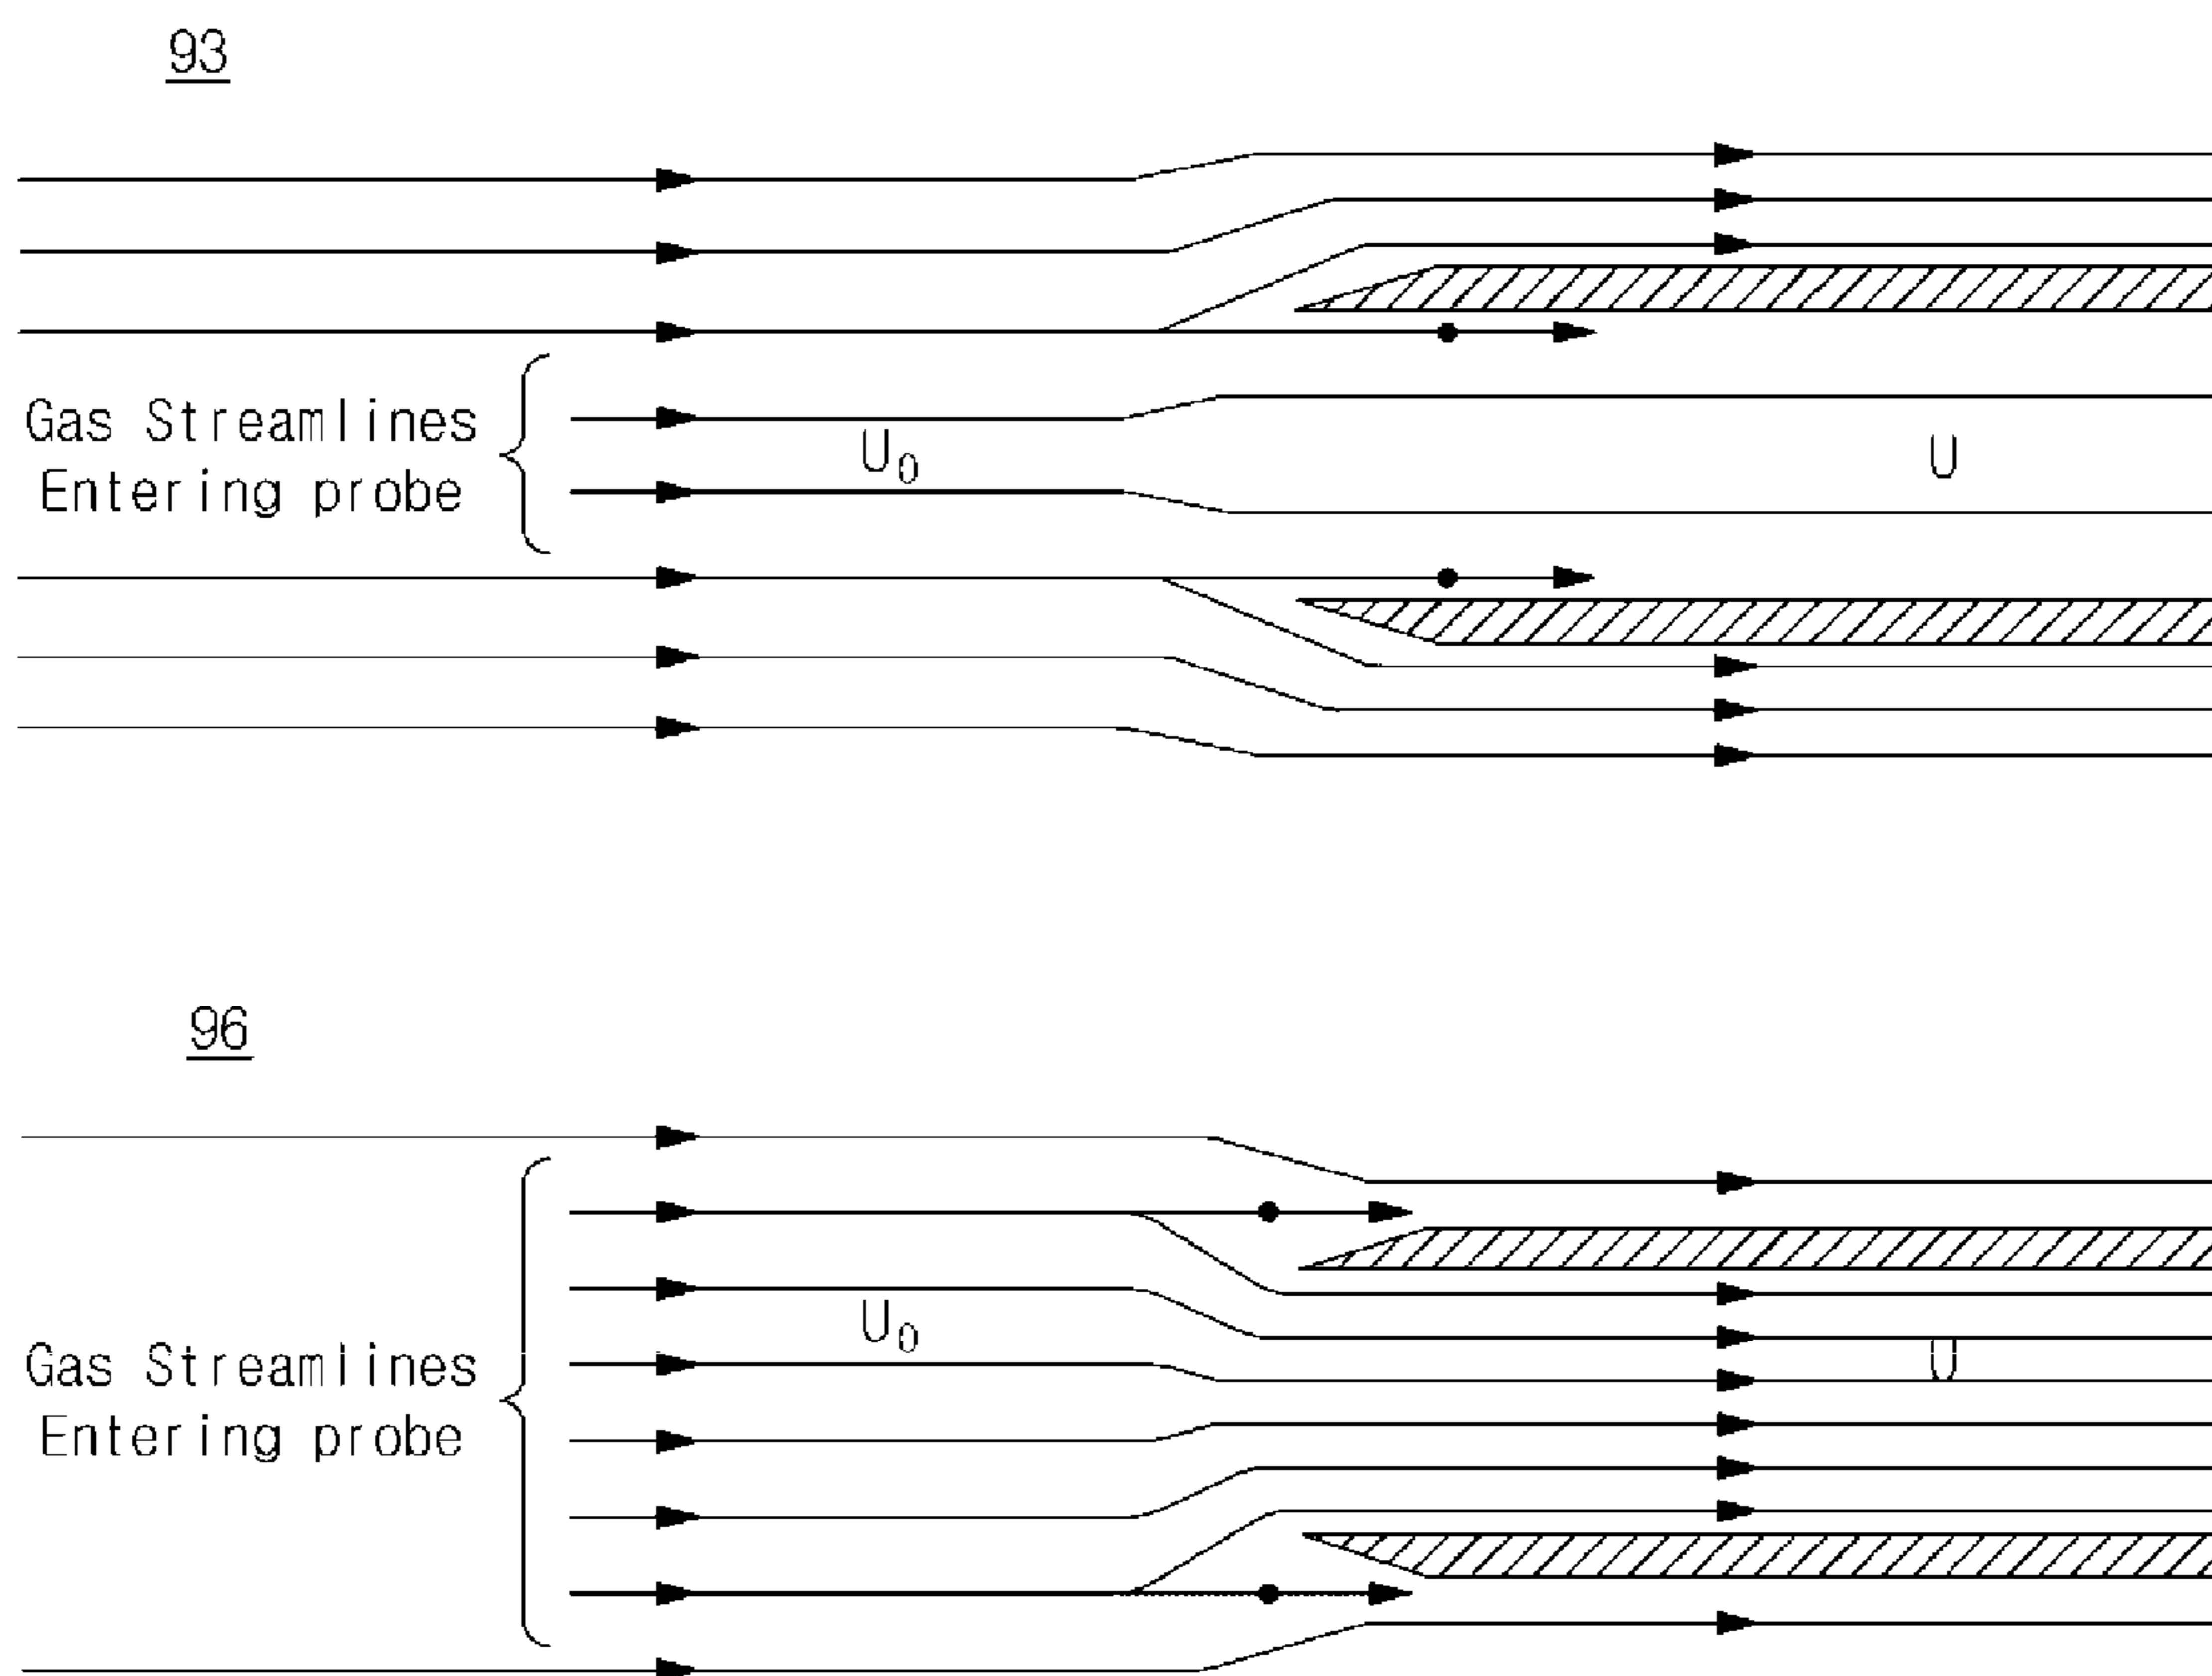 93
Gas Streamlines
Entering probe
U₀
U
96
Gas Streamlines
Entering probe
U₀
U